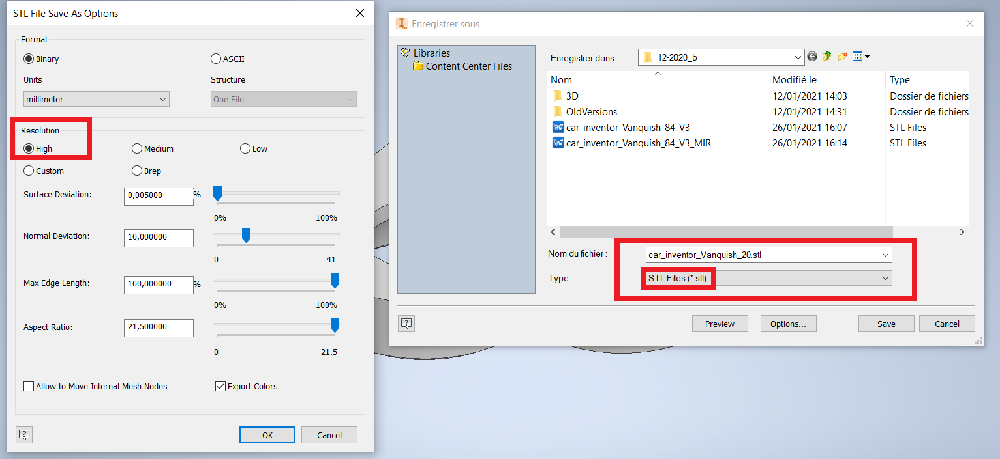 STL File Save As Options
Format
Binary
ASCII
Units
Structure
millimeter
One File
Resolution
High
Medium
Low
Custom
Brep
Surface Deviation:
0,005000
%
0%
100%
Normal Deviation:
10,000000
0
41
Max Edge Length:
100,000000
%
0%
100%
Aspect Ratio:
21,500000
0
21.5
Allow to Move Internal Mesh Nodes
Export Colors
?
OK
Cancel
Enregistrer sous
Libraries
Content Center Files
Enregistrer dans :
12-2020_b
Nom
Modifié le
Type
3D
12/01/2021 14:03
Dossier de fichiers
OldVersions
12/01/2021 14:31
Dossier de fichiers
car_inventor_Vanquish_84_V3
26/01/2021 16:07
STL Files
car_inventor_Vanquish_84_V3_MIR
26/01/2021 16:14
STL Files
Nom du fichier :
car_inventor_Vanquish_20.stl
Type :
STL Files (*.stl)
?
Preview
Options...
Save
Cancel